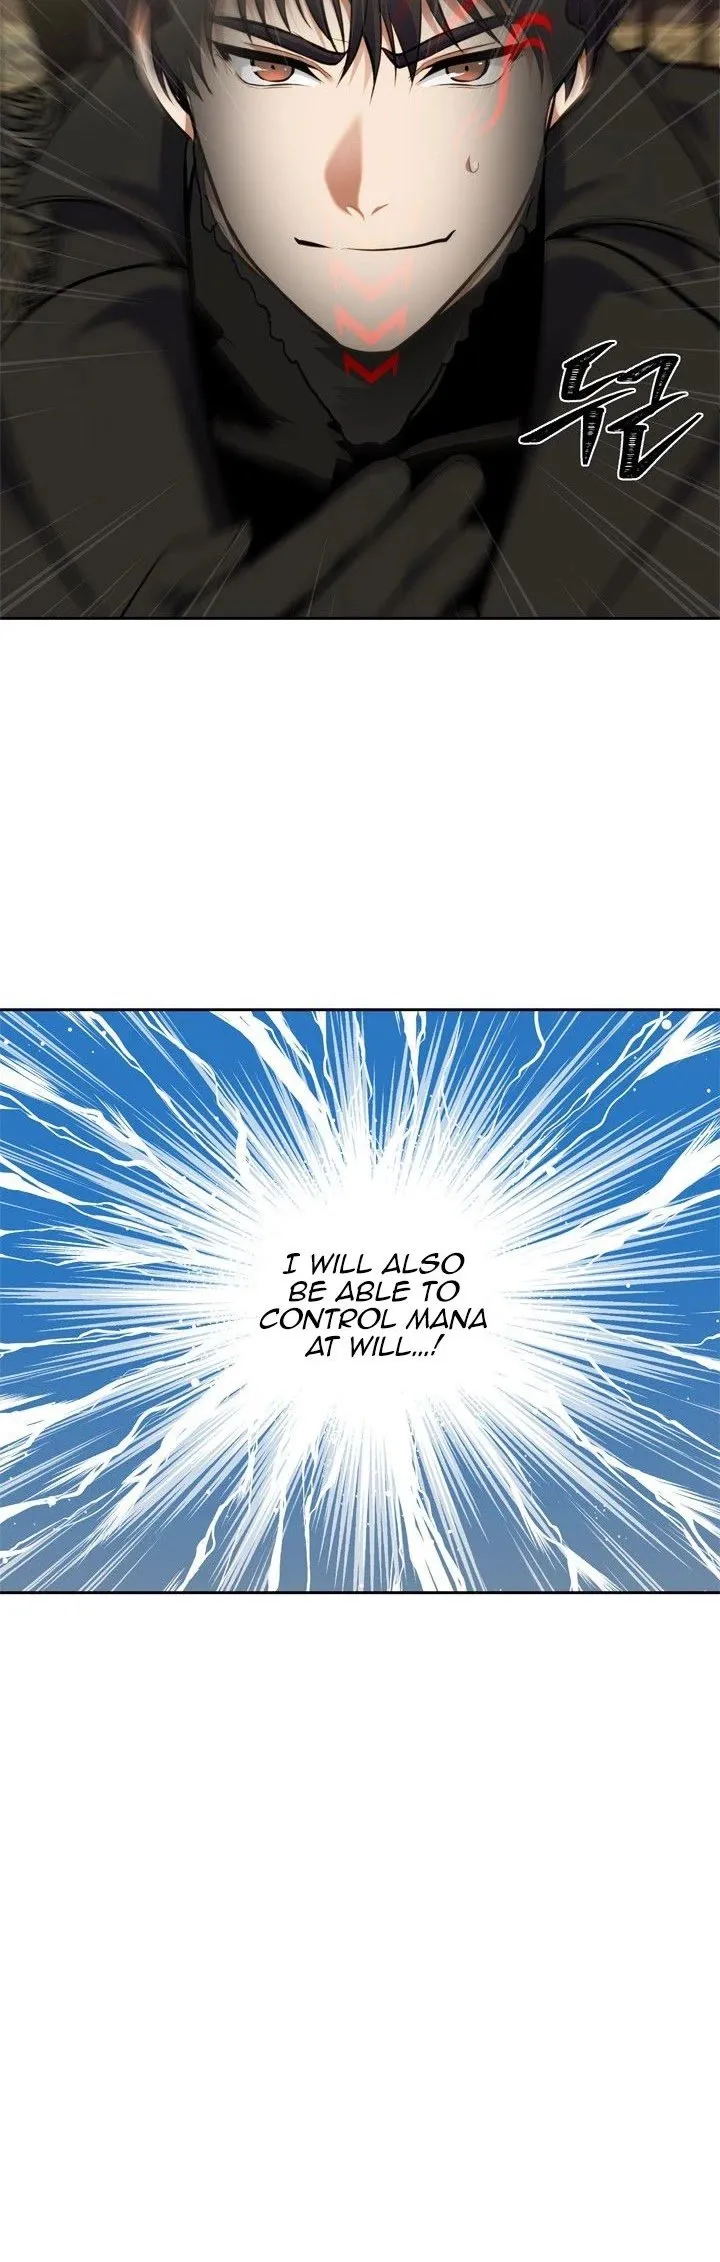 두근
I WILL ALSO
BE ABLE TO
CONTROL MANA
AT WILL...!